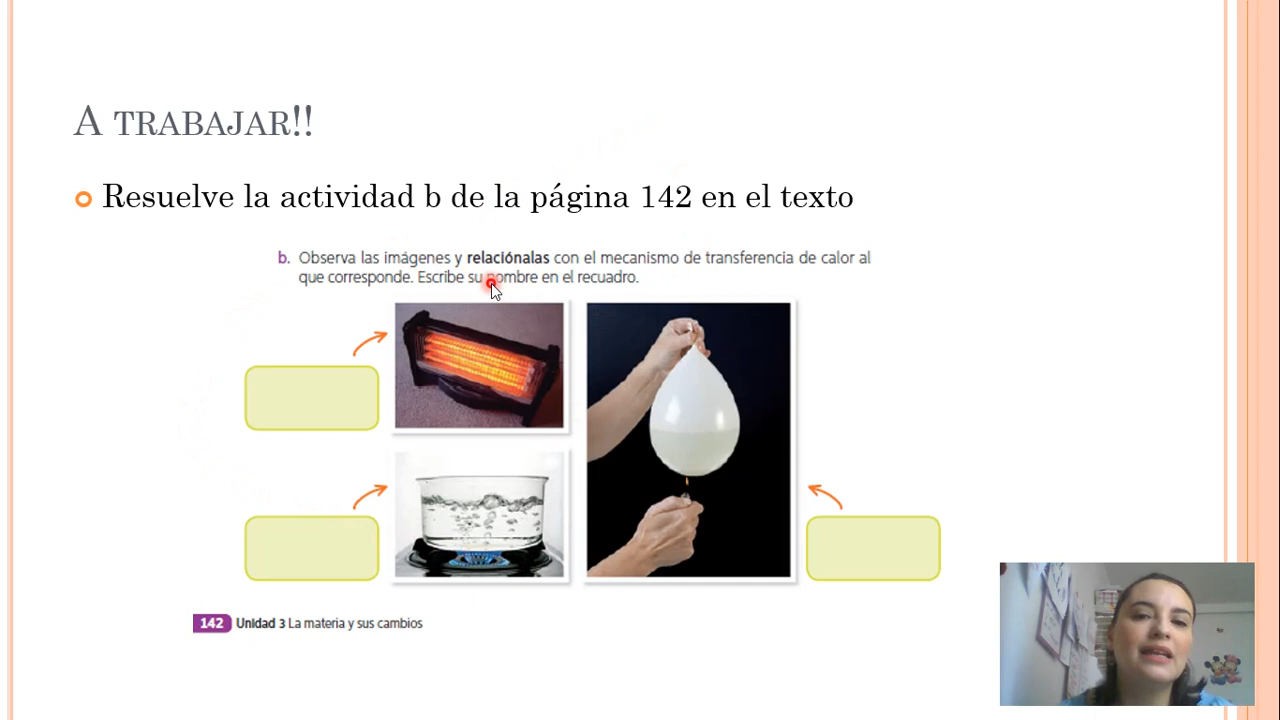 A TRABAJAR!!
Resuelve la actividad b de la página 142 en el texto
b. Observa las imágenes y relaciónalas con el mecanismo de transferencia de calor al
que corresponde. Escribe su nombre en el recuadro.
142 Unidad 3 La materia y sus cambios